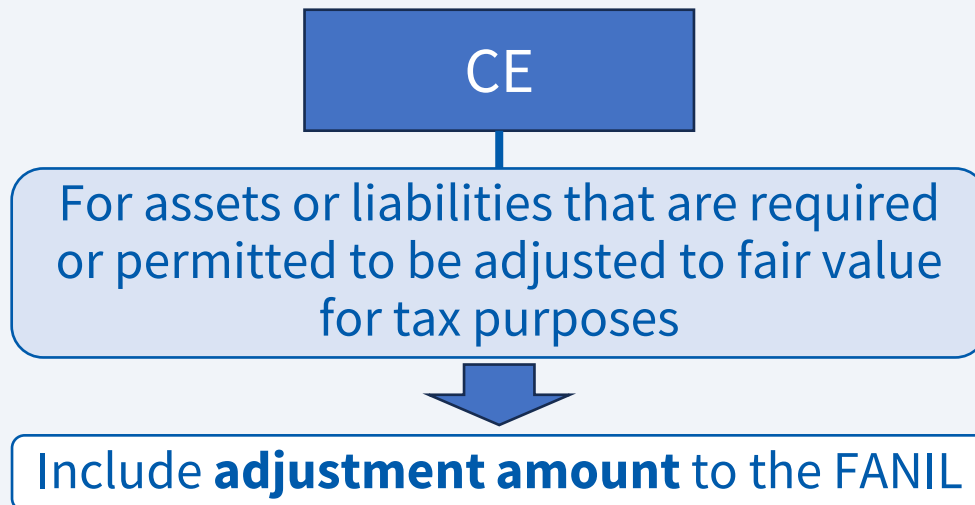 CE
For assets or liabilities that are required
or permitted to be adjusted to fair value
for tax purposes
Include adjustment amount to the FANIL